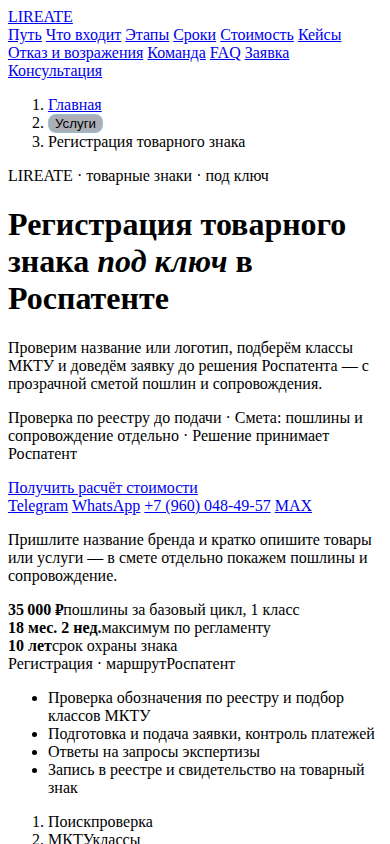 LIREATE
Путь Что входит Этапы Сроки Стоимость Кейсы
Отказ и возражения Команда FAQ Заявка
Консультация
1. Главная
2. Услуги
3. Регистрация товарного знака
LIREATE · товарные знаки · под ключ
Регистрация товарного
знака под ключ в
Роспатенте
Проверим название или логотип, подберём классы
МКТУ и доведём заявку до решения Роспатента — с
прозрачной сметой пошлин и сопровождения.
Проверка по реестру до подачи · Смета: пошлины и
сопровождение отдельно · Решение принимает
Роспатент
Получить расчёт стоимости
Telegram WhatsApp +7 (960) 048-49-57 MAX
Пришлите название бренда и кратко опишите товары
или услуги — в смете отдельно покажем пошлины и
сопровождение.
35 000 ₽пошлины за базовый цикл, 1 класс
18 мес. 2 нед.максимум по регламенту
10 летсрок охраны знака
Регистрация · маршрутРоспатент
• Проверка обозначения по реестру и подбор
классов МКТУ
• Подготовка и подача заявки, контроль платежей
• Ответы на запросы экспертизы
• Запись в реестре и свидетельство на товарный
знак
1. Поискпроверка
2. МКТУклассы